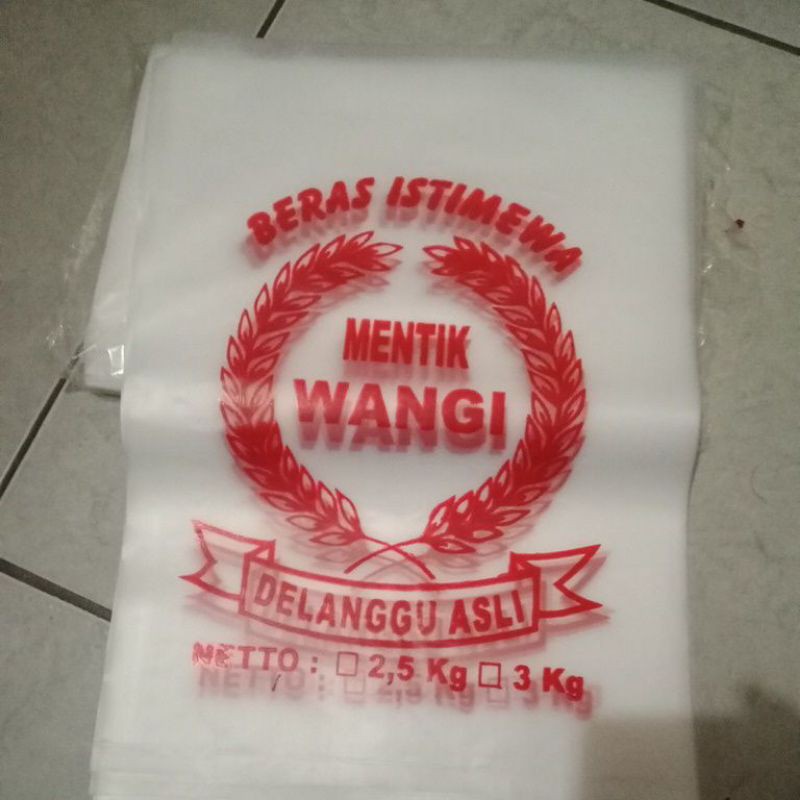 BERAS ISTIMEWA
MENTIK
WANGI
DELANGGU ASLI
NETTO : □ 2,5 Kg □ 3 Kg